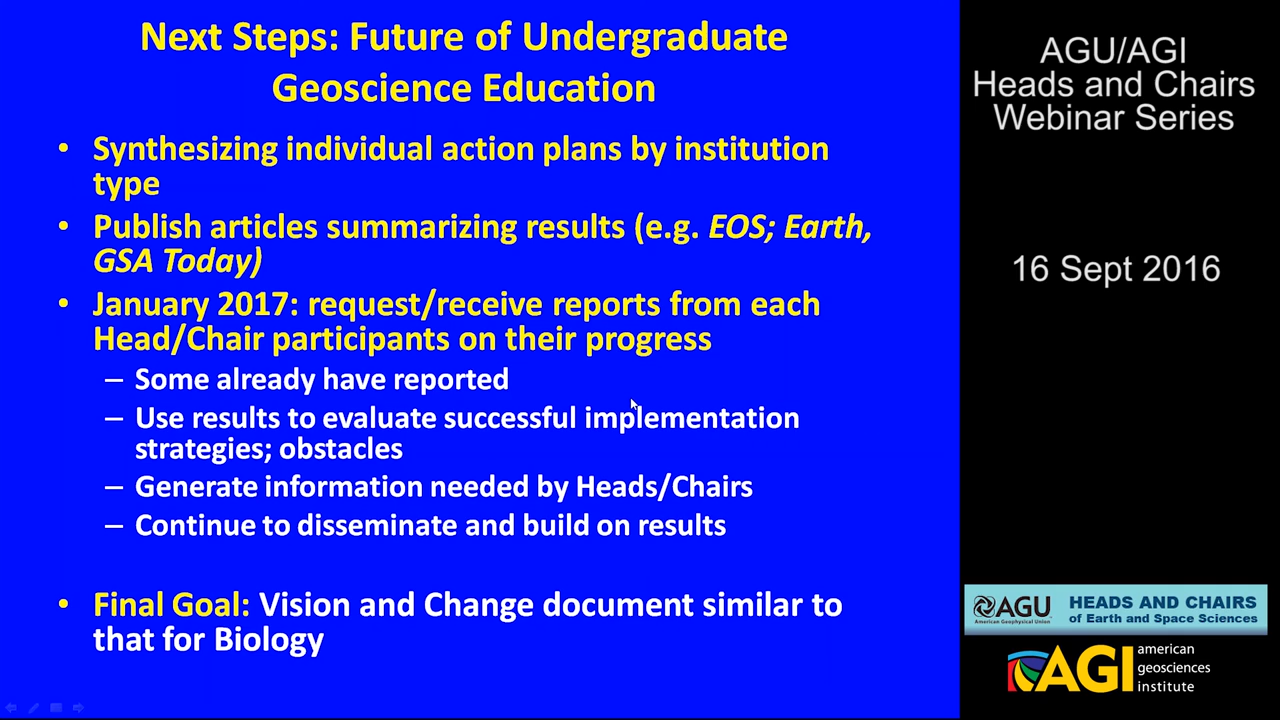 Next Steps: Future of Undergraduate
Geoscience Education
• Synthesizing individual action plans by institution
type
• Publish articles summarizing results (e.g. EOS; Earth,
GSA Today)
• January 2017: request/receive reports from each
Head/Chair participants on their progress
– Some already have reported
– Use results to evaluate successful implementation
strategies; obstacles
– Generate information needed by Heads/Chairs
– Continue to disseminate and build on results
• Final Goal: Vision and Change document similar to
that for Biology
AGU/AGI
Heads and Chairs
Webinar Series
16 Sept 2016
AGU
American Geophysical Union
HEADS AND CHAIRS
of Earth and Space Sciences
AGI
american
geosciences
institute